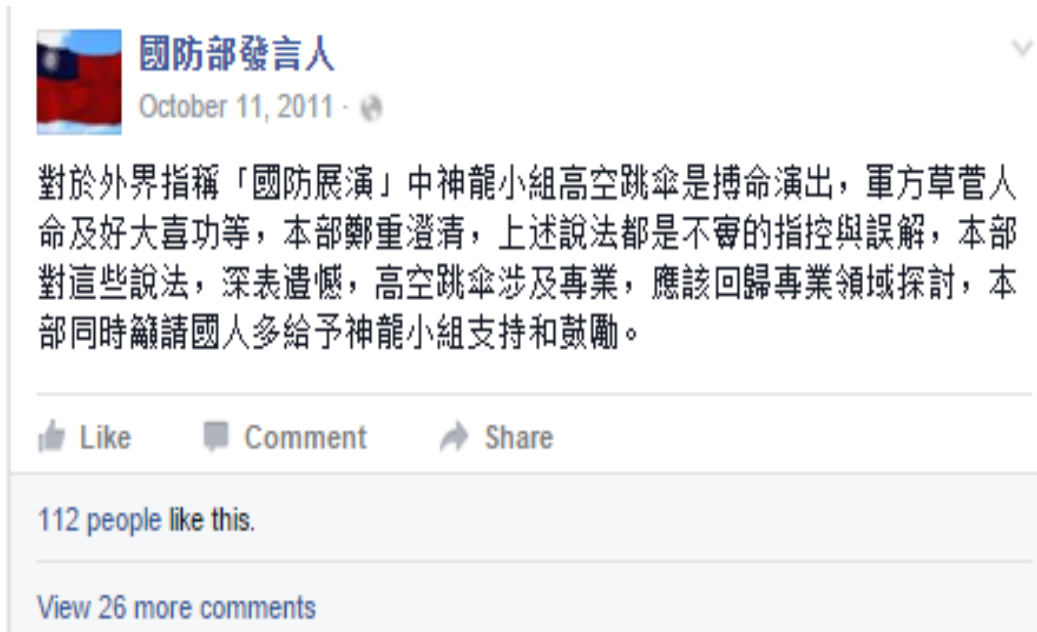 國防部發言人
October 11, 2011 ·
對於外界指稱「國防展演」中神龍小組高空跳傘是搏命演出，軍方草菅人
命及好大喜功等，本部鄭重澄清，上述說法都是不實的指控與誤解，本部
對這些說法，深表遺憾，高空跳傘涉及專業，應該回歸專業領域探討，本
部同時籲請國人多給予神龍小組支持和鼓勵。
Like Comment Share
112 people like this.
View 26 more comments